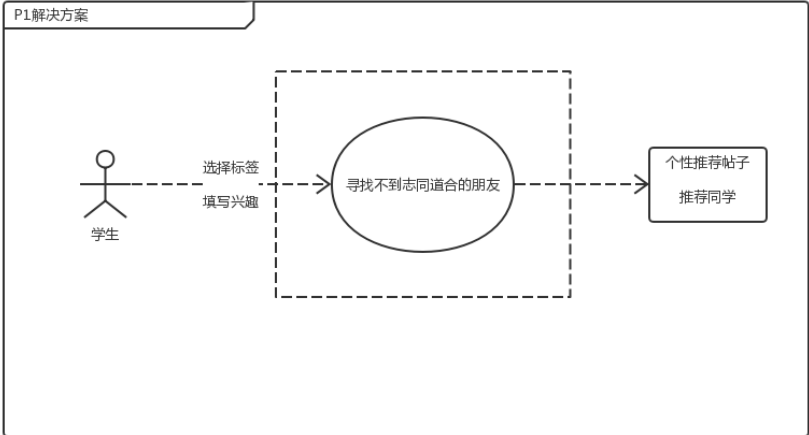 P1解决方案
选择标签
填写兴趣
学生
寻找不到志同道合的朋友
个性推荐帖子
推荐同学